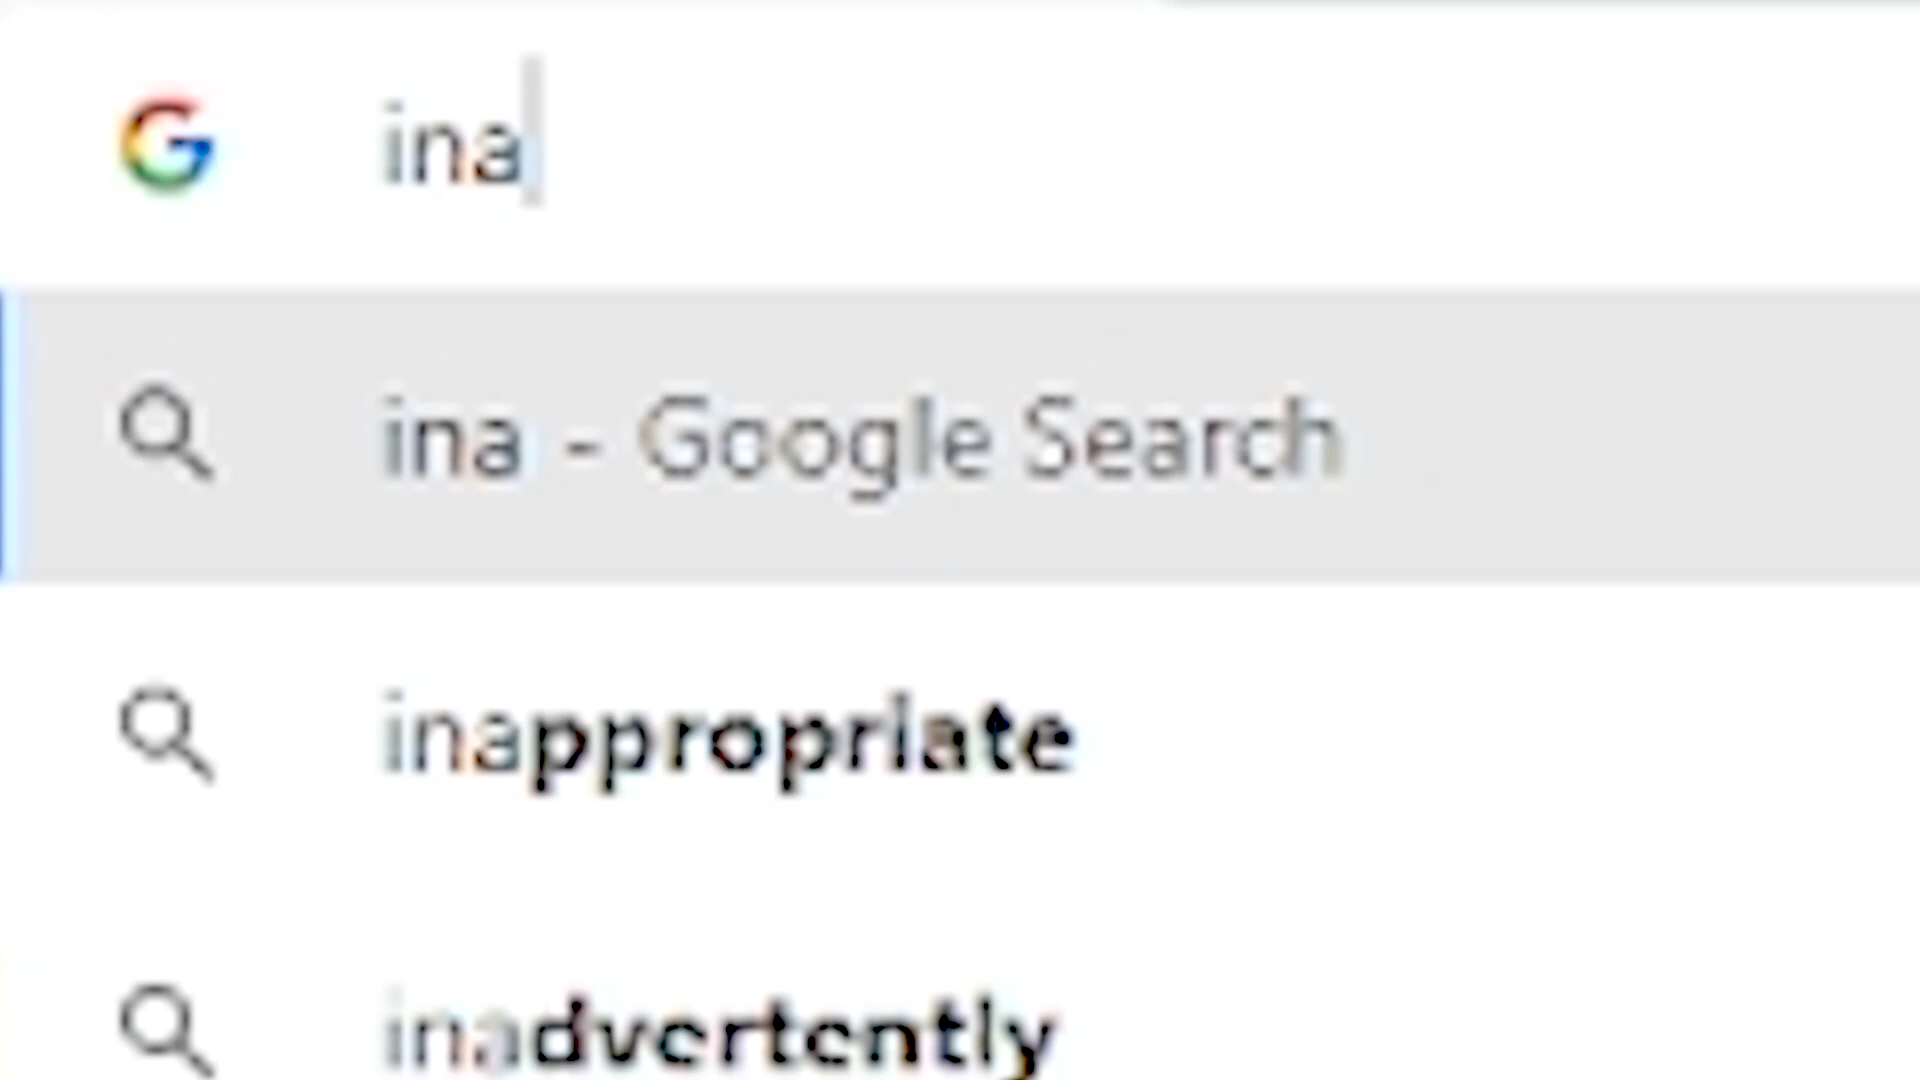 ina
ina - Google Search
inappropriate
inadvertently